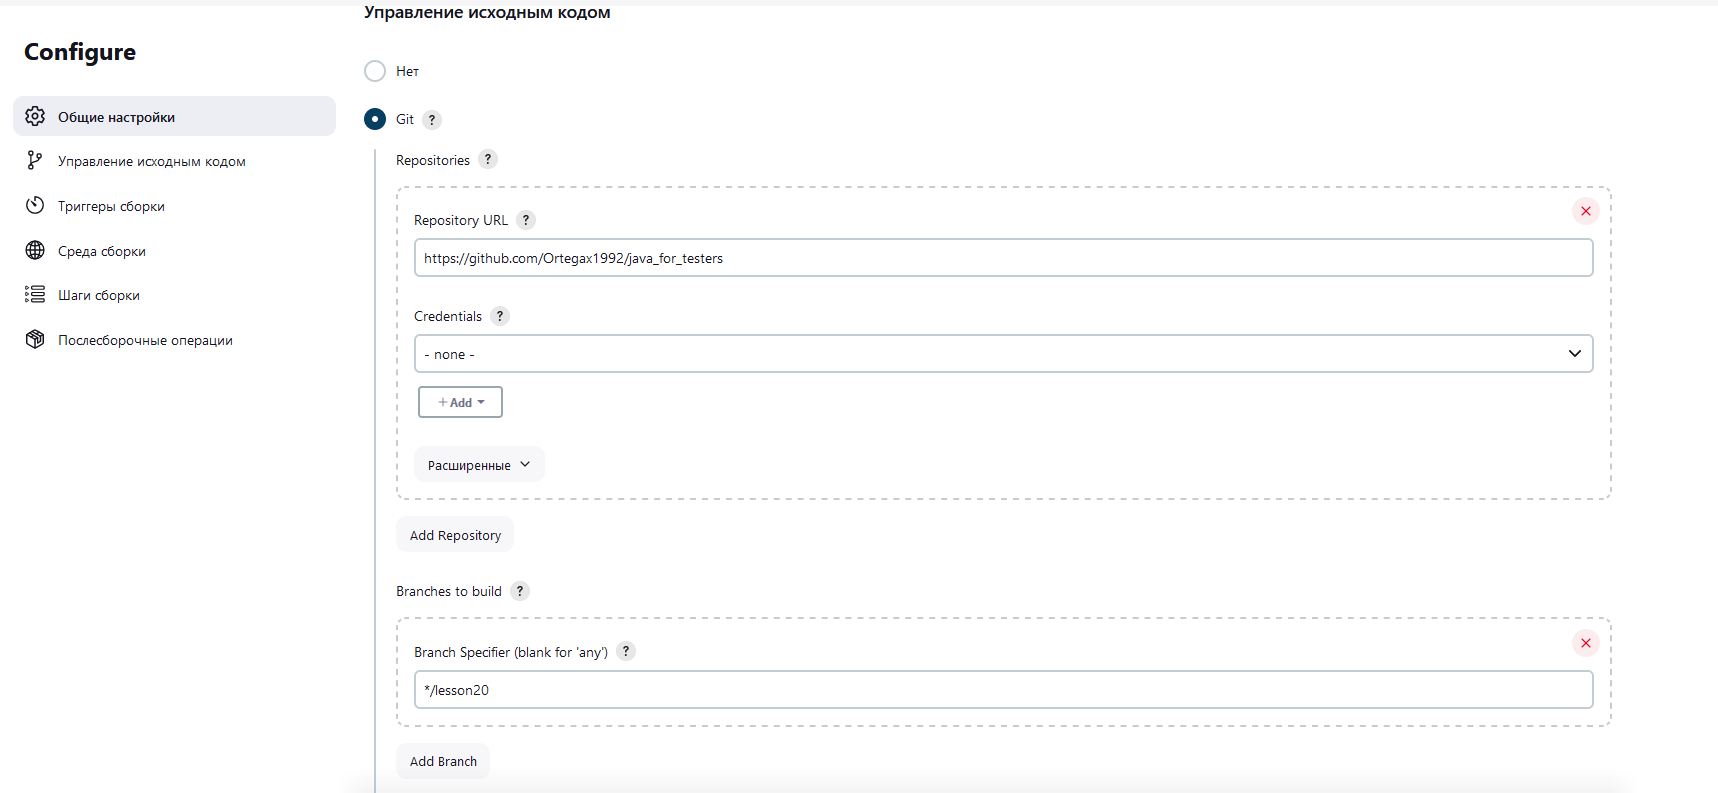 Управление исходным кодом
Configure
Общие настройки
Управление исходным кодом
Триггеры сборки
Среда сборки
Шаги сборки
Послесборочные операции
Нет
Git ?
Repositories ?
Repository URL ?
https://github.com/Ortegax1992/java_for_testers
Credentials ?
- none -
+ Add
Расширенные
Add Repository
Branches to build ?
Branch Specifier (blank for 'any') ?
*/lesson20
Add Branch